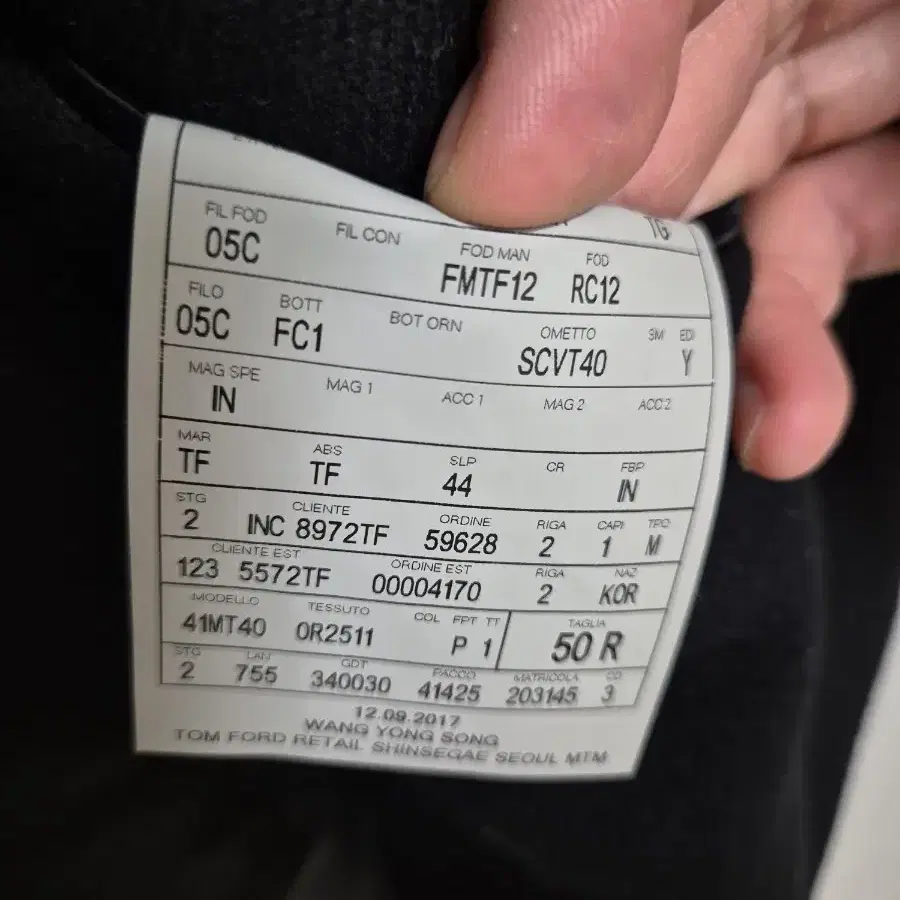 TG
FIL FOD FIL CON FOD MAN FOD
05C FMTF12 RC12
FILO BOTT BOT ORN OMETTO SM EDI
05C FC1 SCVT40 Y
MAG SPE MAG 1 ACC 1 MAG 2 ACC 2
IN
MAR ABS SLP CR FBP
TF TF 44 IN
STG CLIENTE ORDINE RIGA CAPI TPO
2 INC 8972TF 59628 2 1 M
CLIENTE EST ORDINE EST RIGA NAZ
123 5572TF 00004170 2 KOR
MODELLO TESSUTO COL FPT TT TAGLIA
41MT40 0R2511 P 1 50 R
STG LAN GDT PACCO MATRICOLA CD
2 755 340030 41425 203145 3
12.09.2017
WANG YONG SONG
TOM FORD RETAIL SHINSEGAE SEOUL MTM